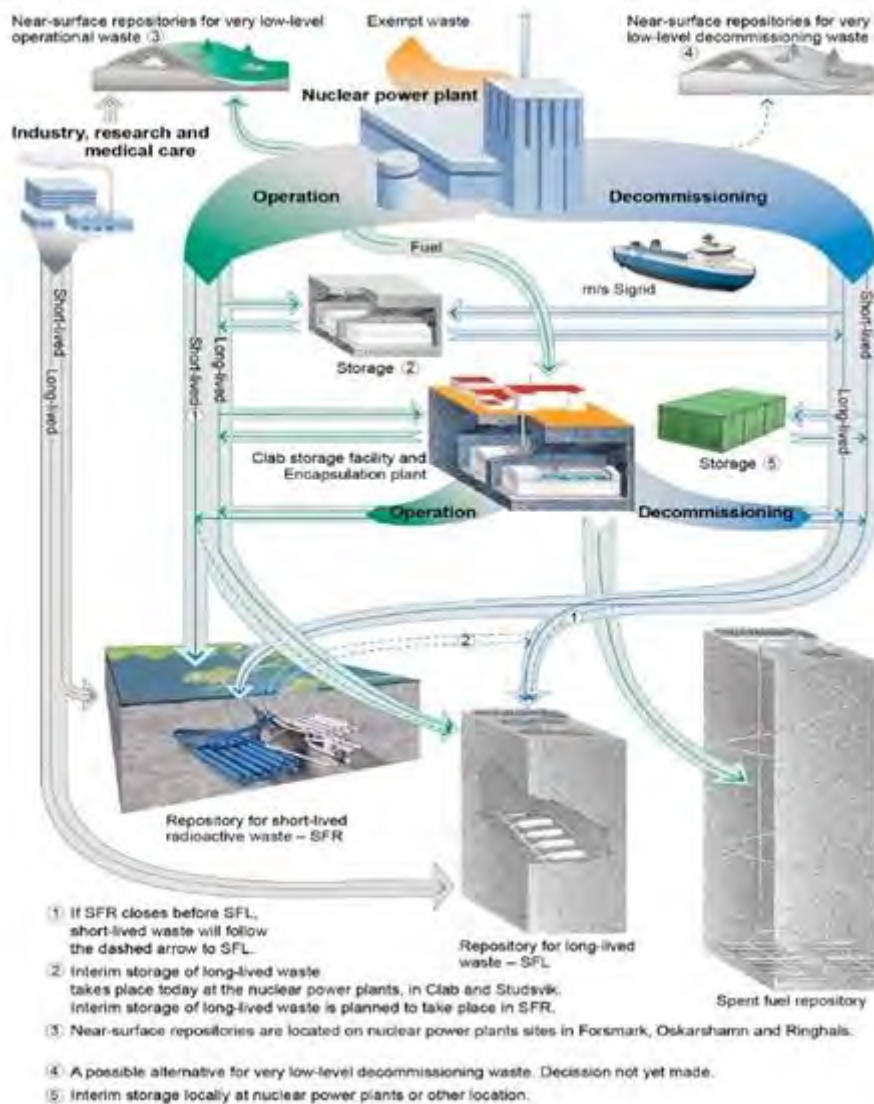 Near-surface repositories for very low-level
operational waste ③
Exempt waste
Near-surface repositories for very
low-level decommissioning waste
④
Nuclear power plant
Industry, research and
medical care
Operation
Decommissioning
Fuel
m/s Sigrid
Short-lived
Long-lived
Short-lived
Long-lived
Short-lived
Long-lived
Storage ②
Clab storage facility and
Encapsulation plant
Storage ⑤
Operation
Decommissioning
①
②
Repository for short-lived
radioactive waste – SFR
Repository for long-lived
waste – SFL
Spent fuel repository
① If SFR closes before SFL,
short-lived waste will follow
the dashed arrow to SFL.
② Interim storage of long-lived waste
takes place today at the nuclear power plants, in Clab and Studsvik.
Interim storage of long-lived waste is planned to take place in SFR.
③ Near-surface repositories are located on nuclear power plants sites in Forsmark, Oskarshamn and Ringhals.
④ A possible alternative for very low-level decommissioning waste. Decission not yet made.
⑤ Interim storage locally at nuclear power plants or other location.